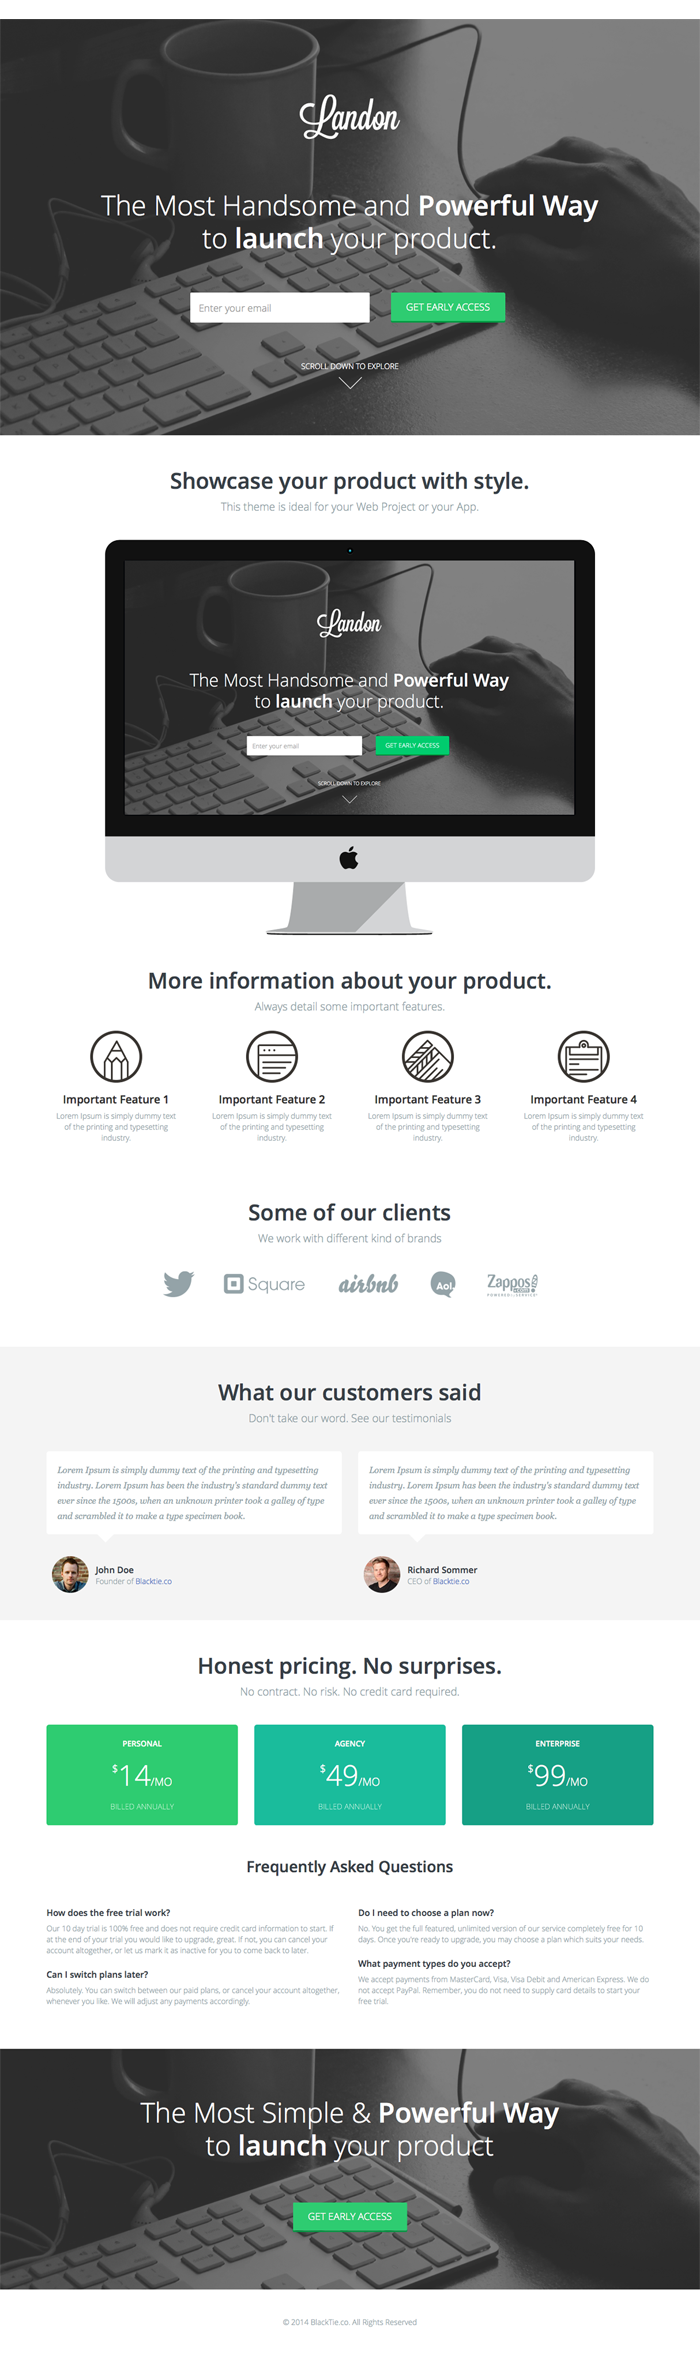 Landon
The Most Handsome and Powerful Way
to launch your product.
Enter your email
GET EARLY ACCESS
SCROLL DOWN TO EXPLORE
Showcase your product with style.
This theme is ideal for your Web Project or your App.
Landon
The Most Handsome and Powerful Way
to launch your product.
Enter your email
GET EARLY ACCESS
SCROLL DOWN TO EXPLORE
More information about your product.
Always detail some important features.
Important Feature 1
Lorem Ipsum is simply dummy text
of the printing and typesetting
industry.
Important Feature 2
Lorem Ipsum is simply dummy text
of the printing and typesetting
industry.
Important Feature 3
Lorem Ipsum is simply dummy text
of the printing and typesetting
industry.
Important Feature 4
Lorem Ipsum is simply dummy text
of the printing and typesetting
industry.
Some of our clients
We work with different kind of brands
Square
airbnb
Aol.
Zappos
.com
POWERED by SERVICE
What our customers said
Don't take our word. See our testimonials
Lorem Ipsum is simply dummy text of the printing and typesetting
industry. Lorem Ipsum has been the industry's standard dummy text
ever since the 1500s, when an unknown printer took a galley of type
and scrambled it to make a type specimen book.
John Doe
Founder of Blacktie.co
Lorem Ipsum is simply dummy text of the printing and typesetting
industry. Lorem Ipsum has been the industry's standard dummy text
ever since the 1500s, when an unknown printer took a galley of type
and scrambled it to make a type specimen book.
Richard Sommer
CEO of Blacktie.co
Honest pricing. No surprises.
No contract. No risk. No credit card required.
PERSONAL
$14/MO
BILLED ANNUALLY
AGENCY
$49/MO
BILLED ANNUALLY
ENTERPRISE
$99/MO
BILLED ANNUALLY
Frequently Asked Questions
How does the free trial work?
Our 10 day trial is 100% free and does not require credit card information to start. If
at the end of your trial you would like to upgrade, great. If not, you can cancel your
account altogether, or let us mark it as inactive for you to come back to later.
Can I switch plans later?
Absolutely. You can switch between our paid plans, or cancel your account altogether,
whenever you like. We will adjust any payments accordingly.
Do I need to choose a plan now?
No. You get the full featured, unlimited version of our service completely free for 10
days. Once you're ready to upgrade, you may choose a plan which suits your needs.
What payment types do you accept?
We accept payments from MasterCard, Visa, Visa Debit and American Express. We do
not accept PayPal. Remember, you do not need to supply card details to start your
free trial.
The Most Simple & Powerful Way
to launch your product
GET EARLY ACCESS
© 2014 BlackTie.co. All Rights Reserved